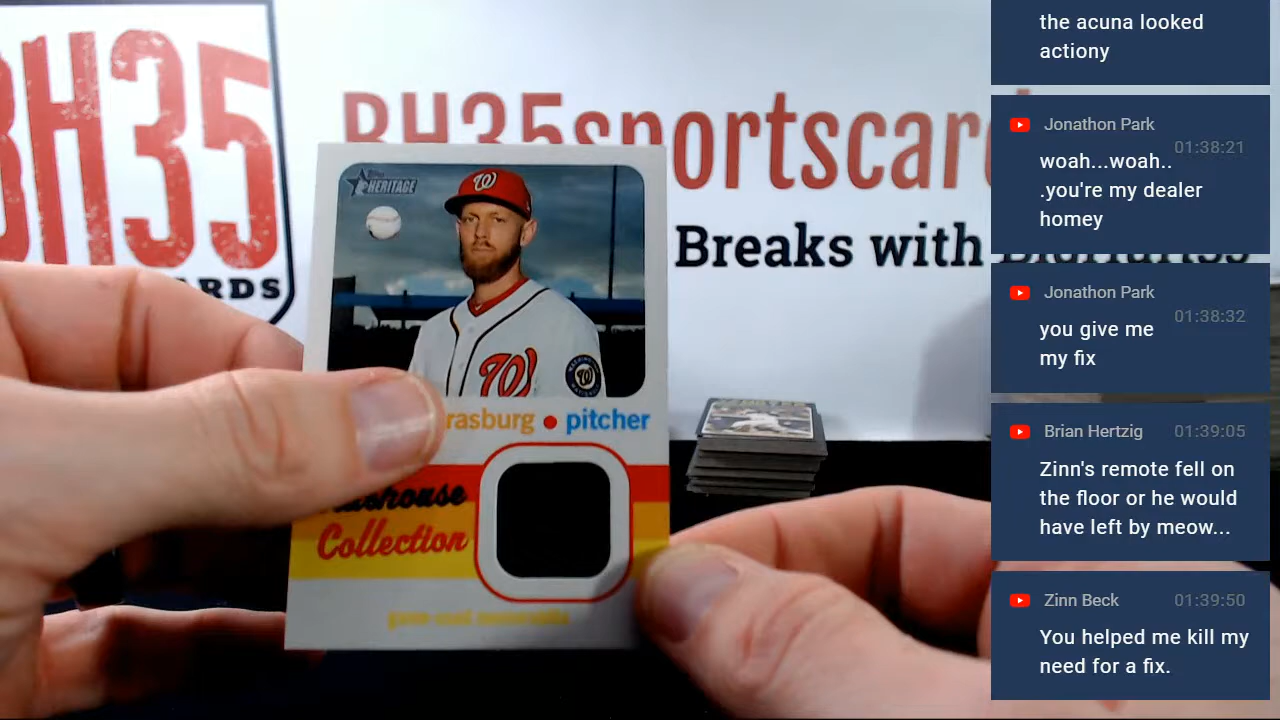 BH35
ARDS
BH35sportscard
Breaks with
Topps
HERITAGE
W
W
rasburg • pitcher
Collection
the acuna looked
actiony
Jonathon Park
01:38:21
woah...woah..
.you're my dealer
homey
Jonathon Park
01:38:32
you give me
my fix
Brian Hertzig 01:39:05
Zinn's remote fell on
the floor or he would
have left by meow...
Zinn Beck 01:39:50
You helped me kill my
need for a fix.